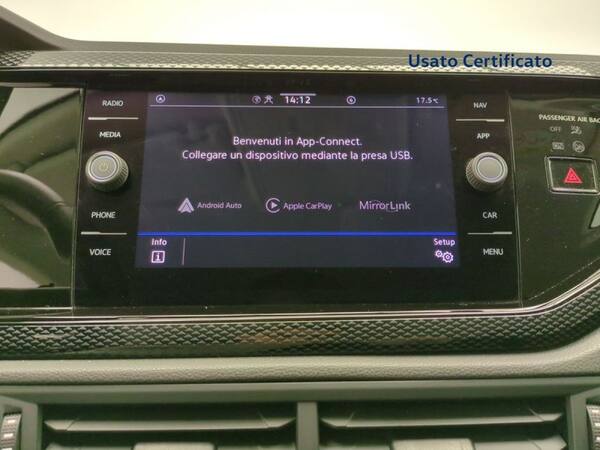 Usato Certificato
RADIO
14:12
17.5°C
NAV
PASSENGER AIR BAG
OFF
MEDIA
Benvenuti in App-Connect.
Collegare un dispositivo mediante la presa USB.
APP
Android Auto
Apple CarPlay
MirrorLink
PHONE
CAR
VOICE
Info
Setup
MENU